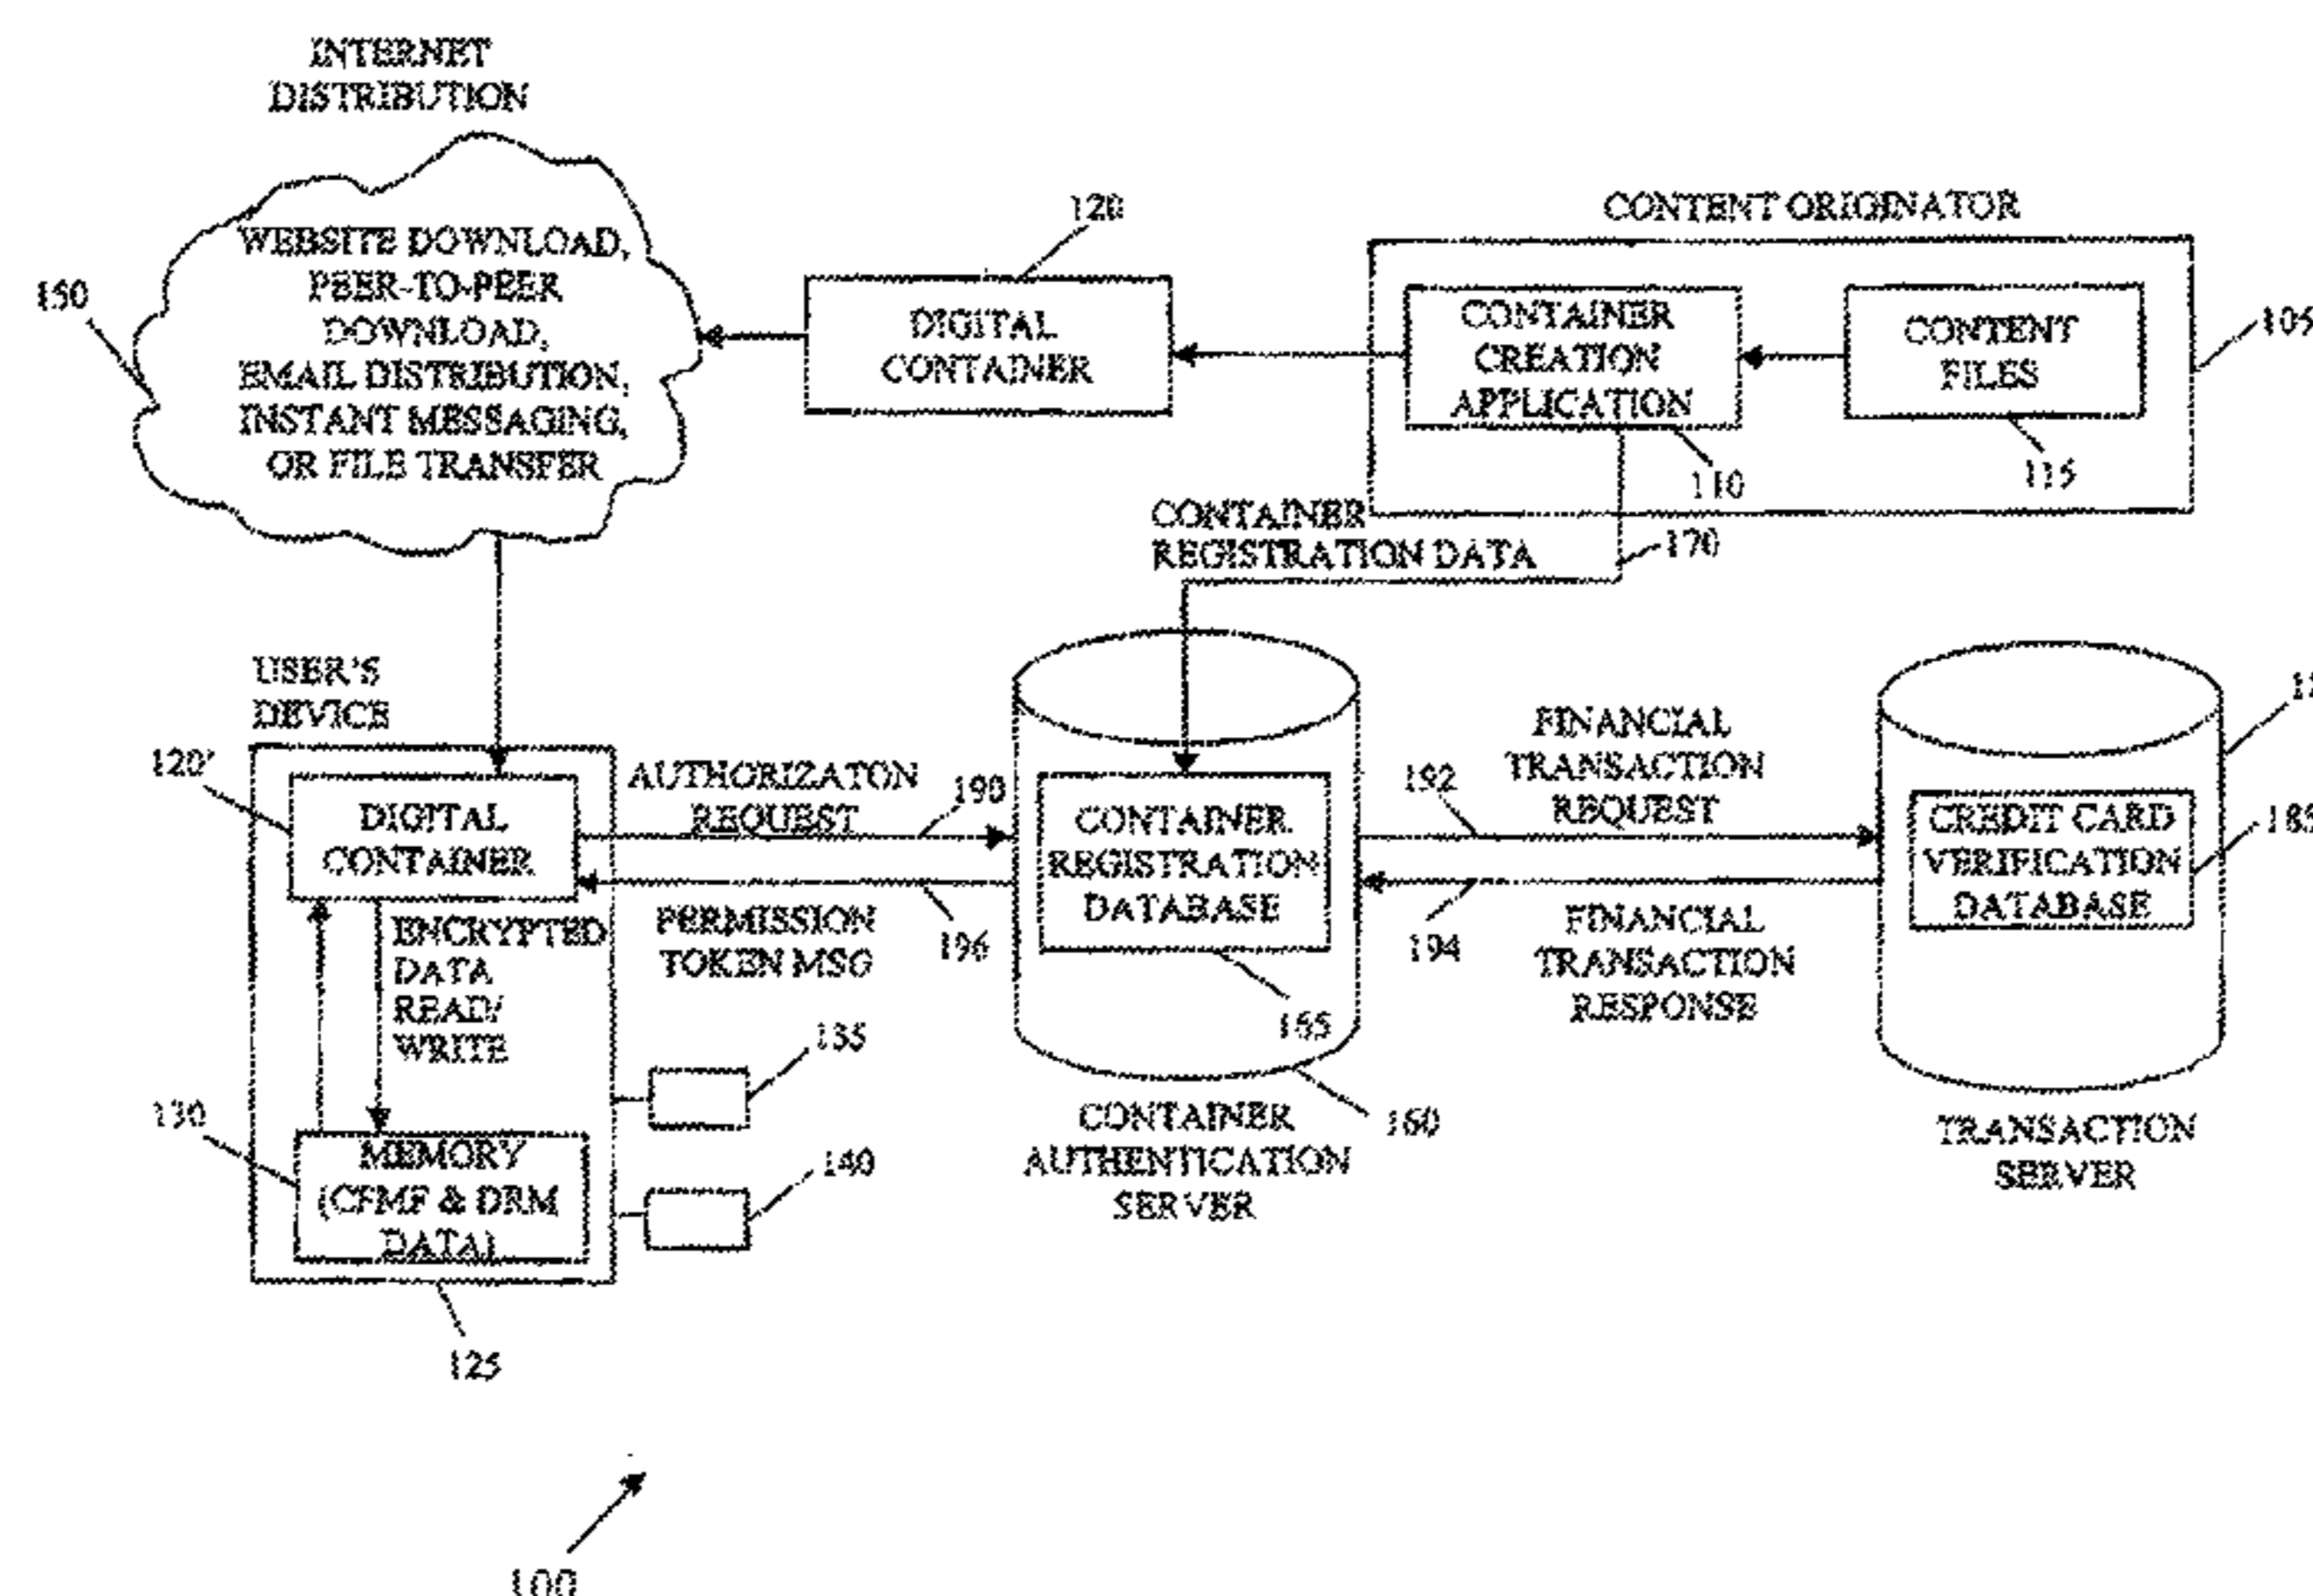 INTERNET
DISTRIBUTION
WEBSITE DOWNLOAD,
PEER-TO-PEER
DOWNLOAD,
EMAIL DISTRIBUTION,
INSTANT MESSAGING,
OR FILE TRANSFER
150
120
DIGITAL
CONTAINER
CONTENT ORIGINATOR
CONTAINER
CREATION
APPLICATION
110
CONTENT
FILES
115
105
CONTAINER
REGISTRATION DATA
170
USER'S
DEVICE
120'
DIGITAL
CONTAINER
ENCRYPTED
DATA
READ/
WRITE
130
MEMORY
(CFMF & DRM
DATA)
125
135
140
AUTHORIZATON
REQUEST
190
PERMISSION
TOKEN MSG
196
CONTAINER
REGISTRATION
DATABASE
165
160
CONTAINER
AUTHENTICATION
SERVER
FINANCIAL
TRANSACTION
REQUEST
192
194
FINANCIAL
TRANSACTION
RESPONSE
CREDIT CARD
VERIFICATION
DATABASE
185
TRANSACTION
SERVER
100